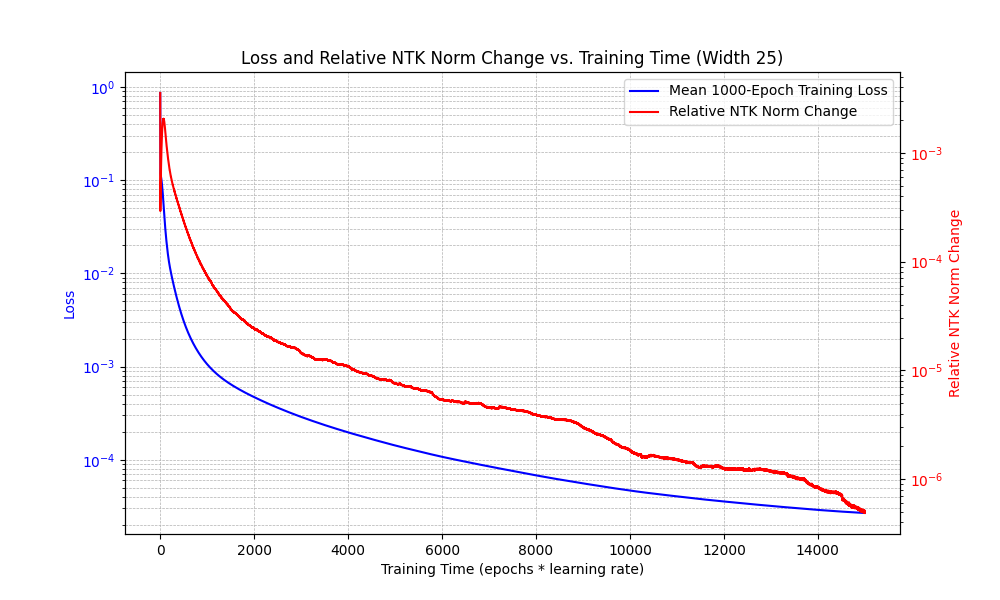 Loss and Relative NTK Norm Change vs. Training Time (Width 25)
Mean 1000-Epoch Training Loss
Relative NTK Norm Change
10⁰
10⁻¹
10⁻²
10⁻³
10⁻⁴
Loss
10⁻³
10⁻⁴
10⁻⁵
10⁻⁶
Relative NTK Norm Change
0 2000 4000 6000 8000 10000 12000 14000
Training Time (epochs * learning rate)